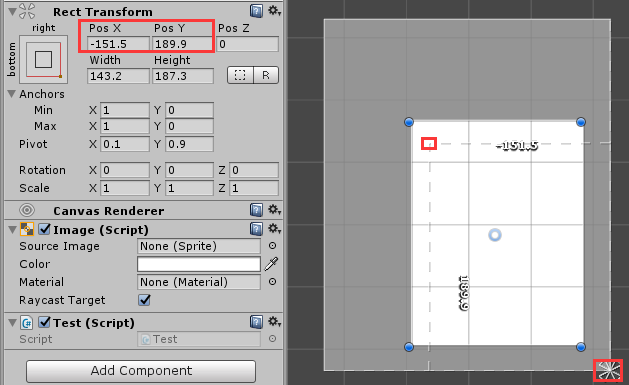 Rect Transform
right
bottom
Pos X Pos Y Pos Z
-151.5 189.9 0
Width Height
143.2 187.3 R
Anchors
Min X 1 Y 0
Max X 1 Y 0
Pivot X 0.1 Y 0.9
Rotation X 0 Y 0 Z 0
Scale X 1 Y 1 Z 1
Canvas Renderer
Image (Script)
Source Image None (Sprite)
Color
Material None (Material)
Raycast Target
Test (Script)
Script Test
Add Component
-151.5
189.9